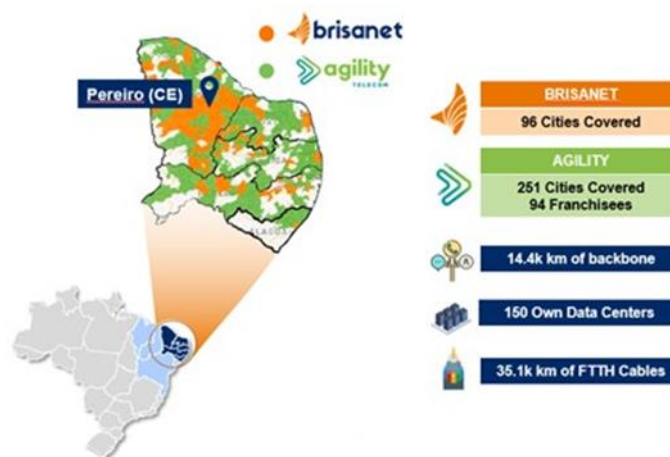 brisanet
agility
TELECOM
Pereiro (CE)
BRISANET
96 Cities Covered
AGILITY
251 Cities Covered
94 Franchisees
14.4k km of backbone
150 Own Data Centers
35.1k km of FTTH Cables